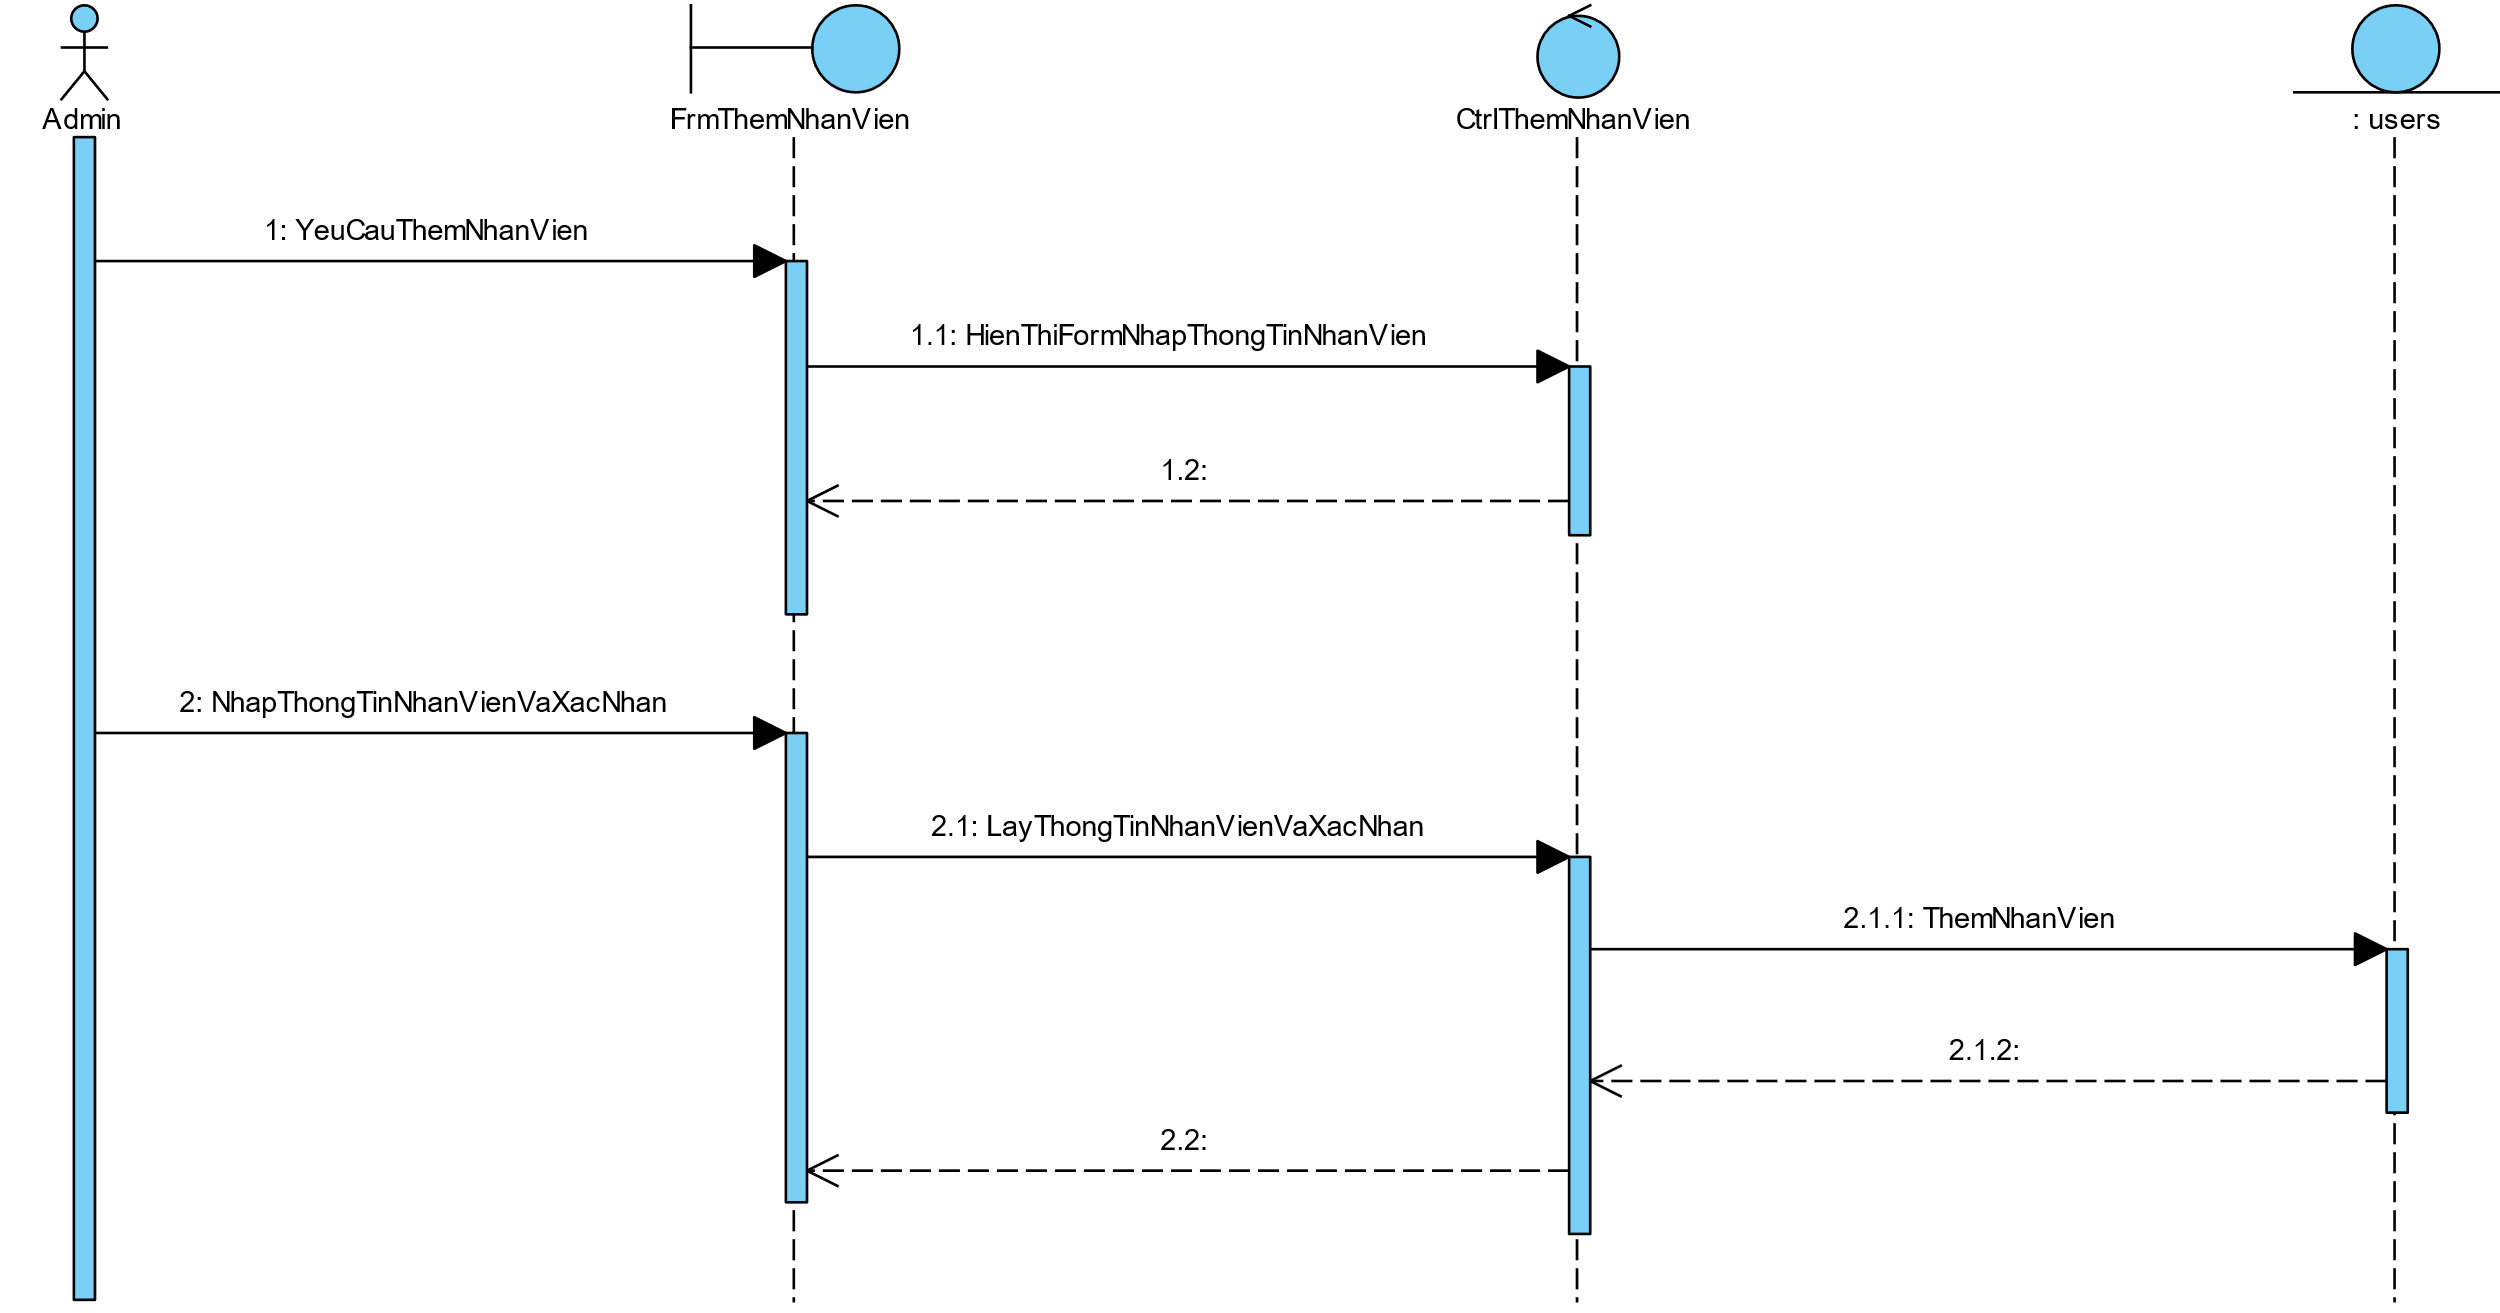 Admin
FrmThemNhanVien
CtrlThemNhanVien
: users
1: YeuCauThemNhanVien
1.1: HienThiFormNhapThongTinNhanVien
1.2:
2: NhapThongTinNhanVienVaXacNhan
2.1: LayThongTinNhanVienVaXacNhan
2.1.1: ThemNhanVien
2.1.2:
2.2: